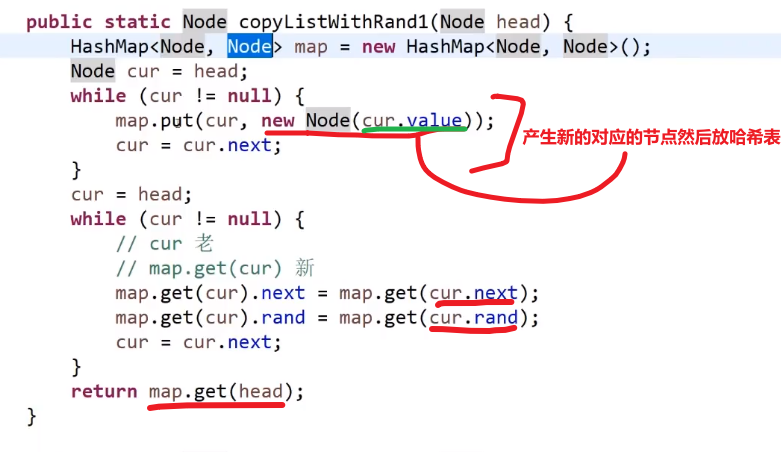 public static Node copyListWithRand1(Node head) {
HashMap<Node, Node> map = new HashMap<Node, Node>();
Node cur = head;
while (cur != null) {
map.put(cur, new Node(cur.value));
产生新的对应的节点然后放哈希表
cur = cur.next;
}
cur = head;
while (cur != null) {
// cur 老
// map.get(cur) 新
map.get(cur).next = map.get(cur.next);
map.get(cur).rand = map.get(cur.rand);
cur = cur.next;
}
return map.get(head);
}